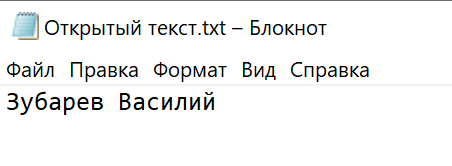 Открытый текст.txt – Блокнот
Файл Правка Формат Вид Справка
Зубарев Василий